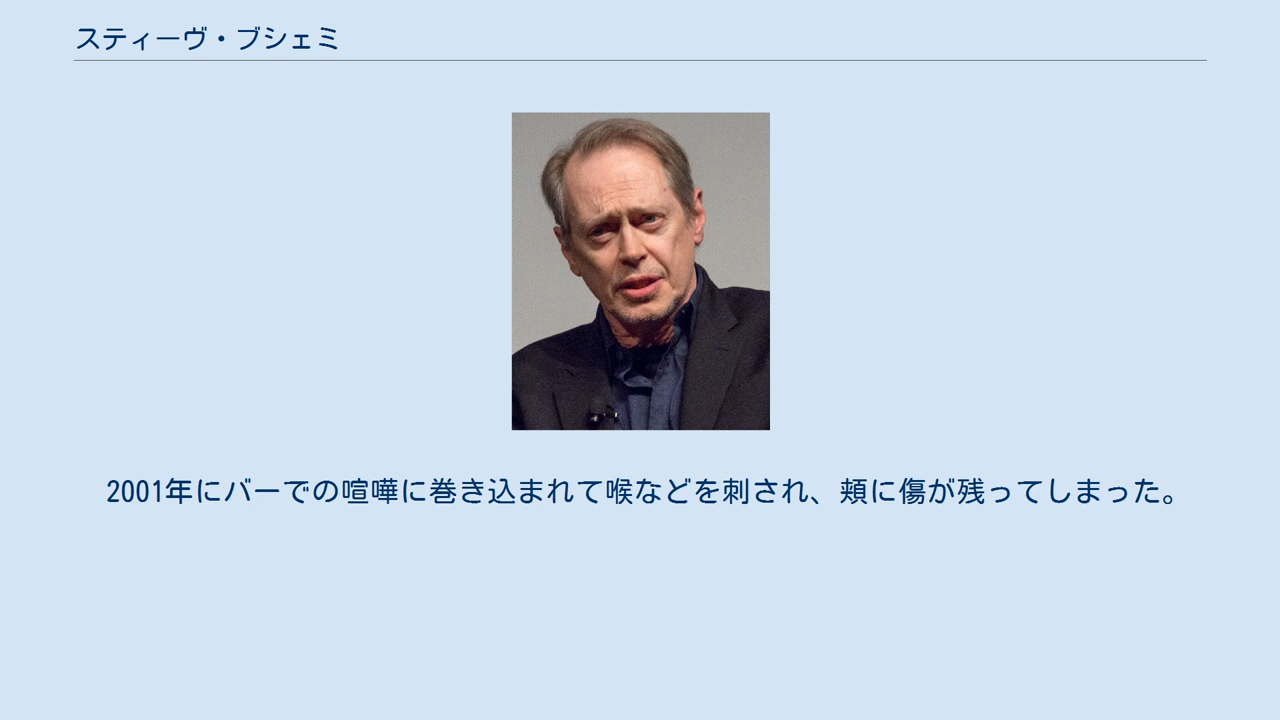 スティーヴ・ブシェミ
2001年にバーでの喧嘩に巻き込まれて喉などを刺され、頬に傷が残ってしまった。